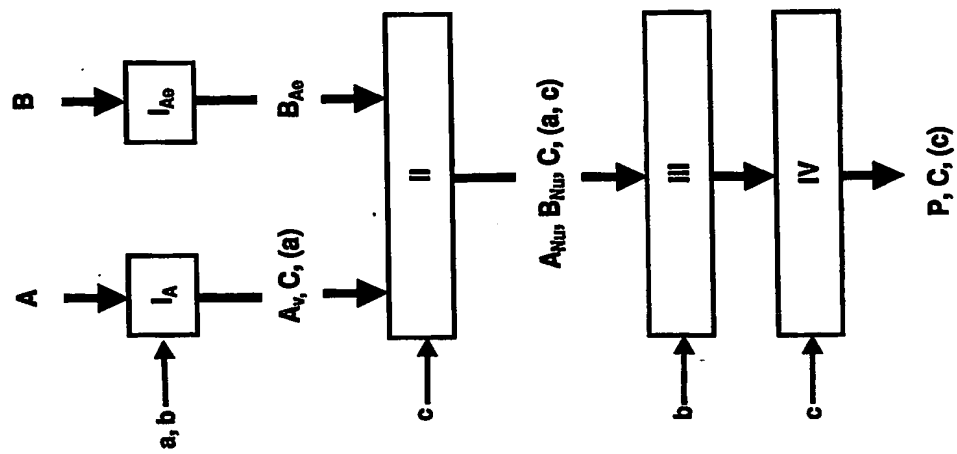 A
B
a, b
I_A
I_Ae
A_v, C, (a)
B_Ae
c
II
A_Nu, B_Nu, C, (a, c)
b
III
c
IV
P, C, (c)